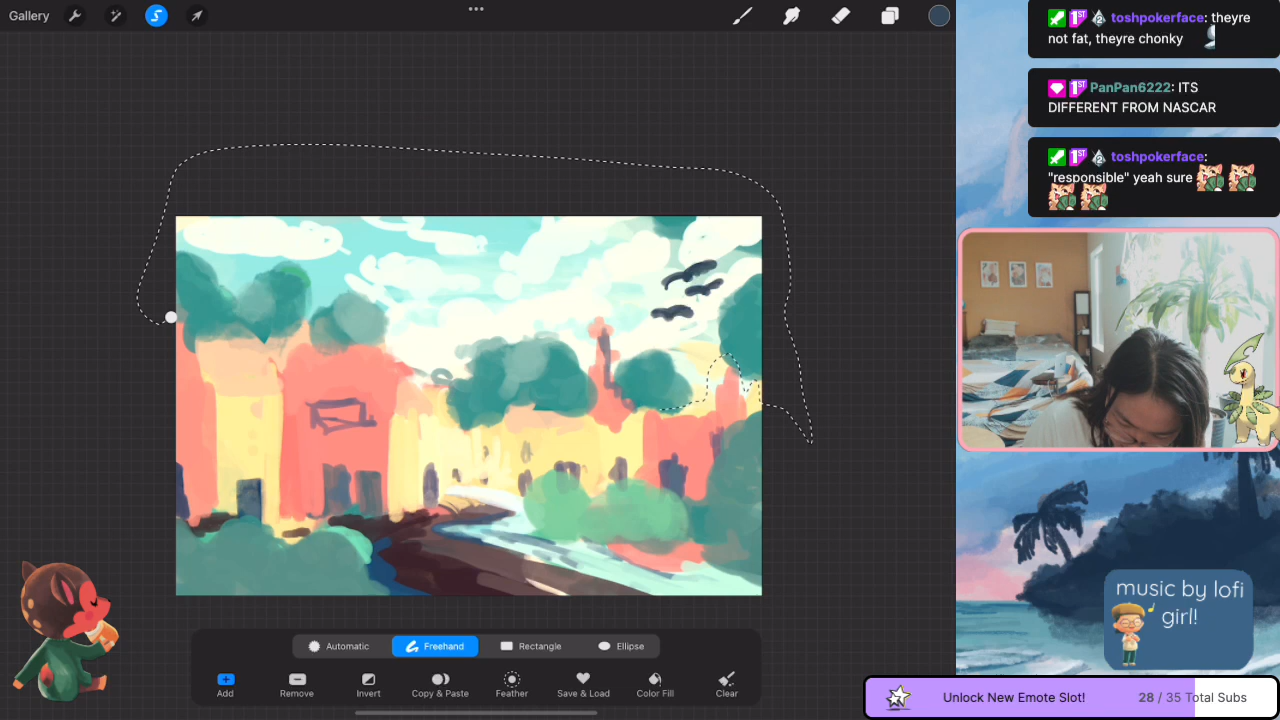 Gallery
toshpokerface: theyre
not fat, theyre chonky
PanPan6222: ITS
DIFFERENT FROM NASCAR
toshpokerface:
"responsible" yeah sure
music by lofi
girl!
Automatic
Freehand
Rectangle
Ellipse
Add
Remove
Invert
Copy & Paste
Feather
Save & Load
Color Fill
Clear
Unlock New Emote Slot!
28 / 35 Total Subs